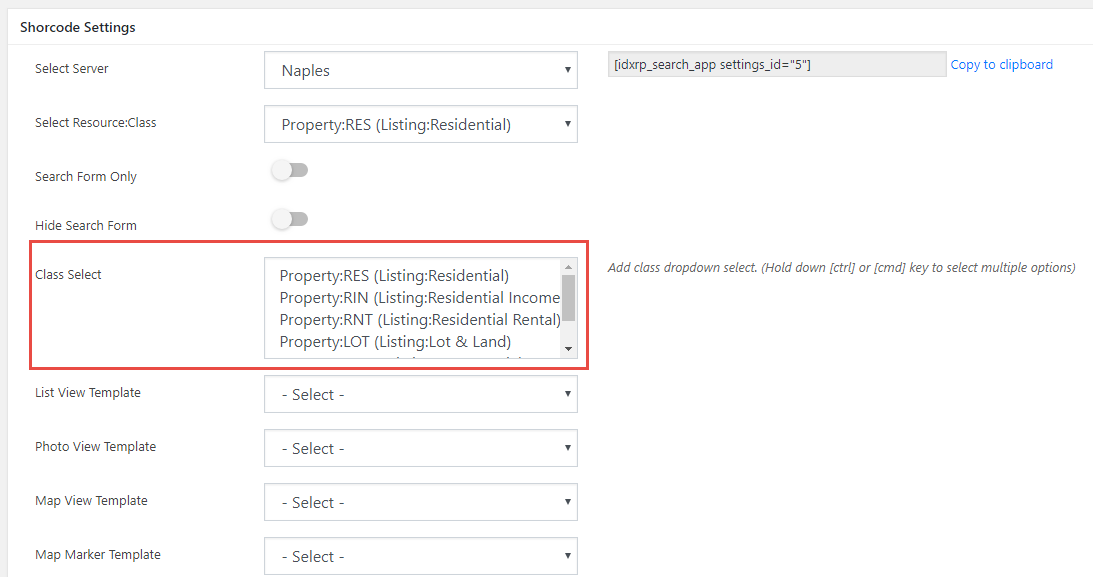 Shorcode Settings
Select Server
Naples
[idxrp_search_app settings_id="5"]
Copy to clipboard
Select Resource:Class
Property:RES (Listing:Residential)
Search Form Only
Hide Search Form
Class Select
Property:RES (Listing:Residential)
Property:RIN (Listing:Residential Income
Property:RNT (Listing:Residential Rental)
Property:LOT (Listing:Lot & Land)
Add class dropdown select. (Hold down [ctrl] or [cmd] key to select multiple options)
List View Template
- Select -
Photo View Template
- Select -
Map View Template
- Select -
Map Marker Template
- Select -